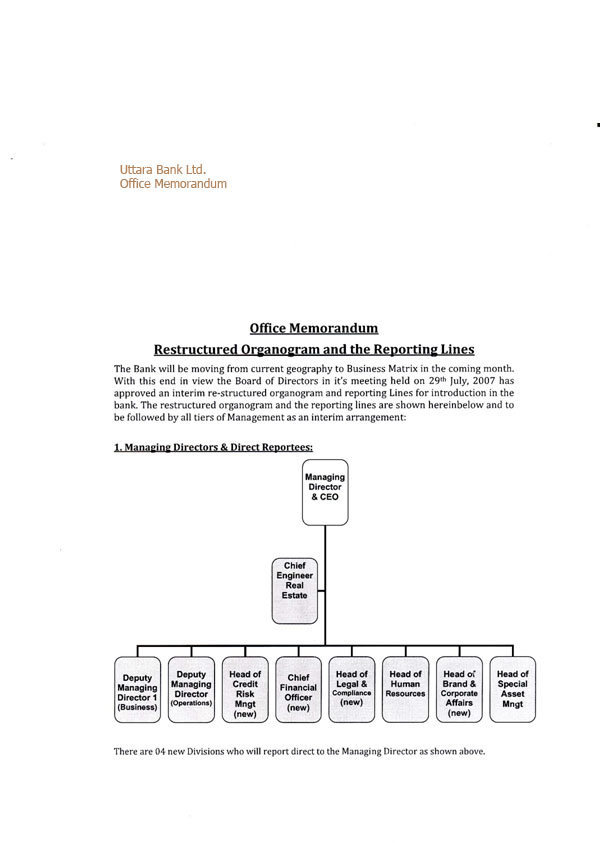 Uttara Bank Ltd.
Office Memorandum
Office Memorandum
Restructured Organogram and the Reporting Lines
The Bank will be moving from current geography to Business Matrix in the coming month.
With this end in view the Board of Directors in it's meeting held on 29th July, 2007 has
approved an interim re-structured organogram and reporting Lines for introduction in the
bank. The restructured organogram and the reporting lines are shown hereinbelow and to
be followed by all tiers of Management as an interim arrangement:
1. Managing Directors & Direct Reportees:
Managing
Director
& CEO
Chief
Engineer
Real
Estate
Deputy
Managing
Director 1
(Business)
Deputy
Managing
Director
(Operations)
Head of
Credit
Risk
Mngt
(new)
Chief
Financial
Officer
(new)
Head of
Legal &
Compliance
(new)
Head of
Human
Resources
Head of
Brand &
Corporate
Affairs
(new)
Head of
Special
Asset
Mngt
There are 04 new Divisions who will report direct to the Managing Director as shown above.